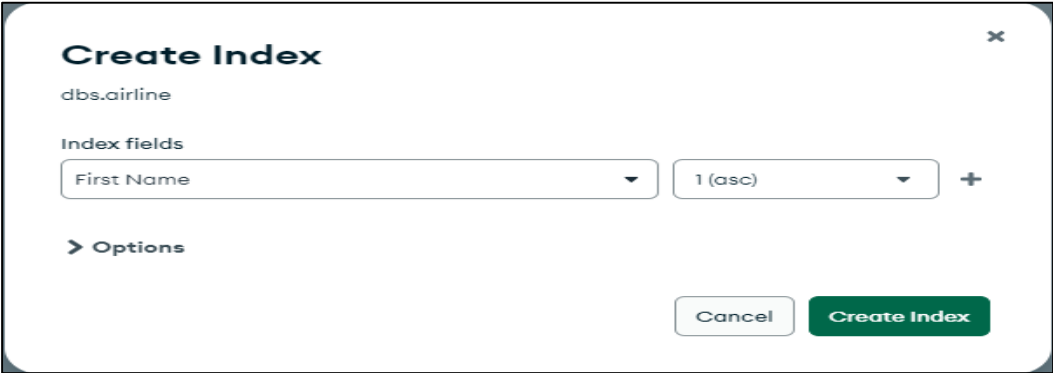 Create Index
dbs.airline
Index fields
First Name 1 (asc)
Options
Cancel Create Index